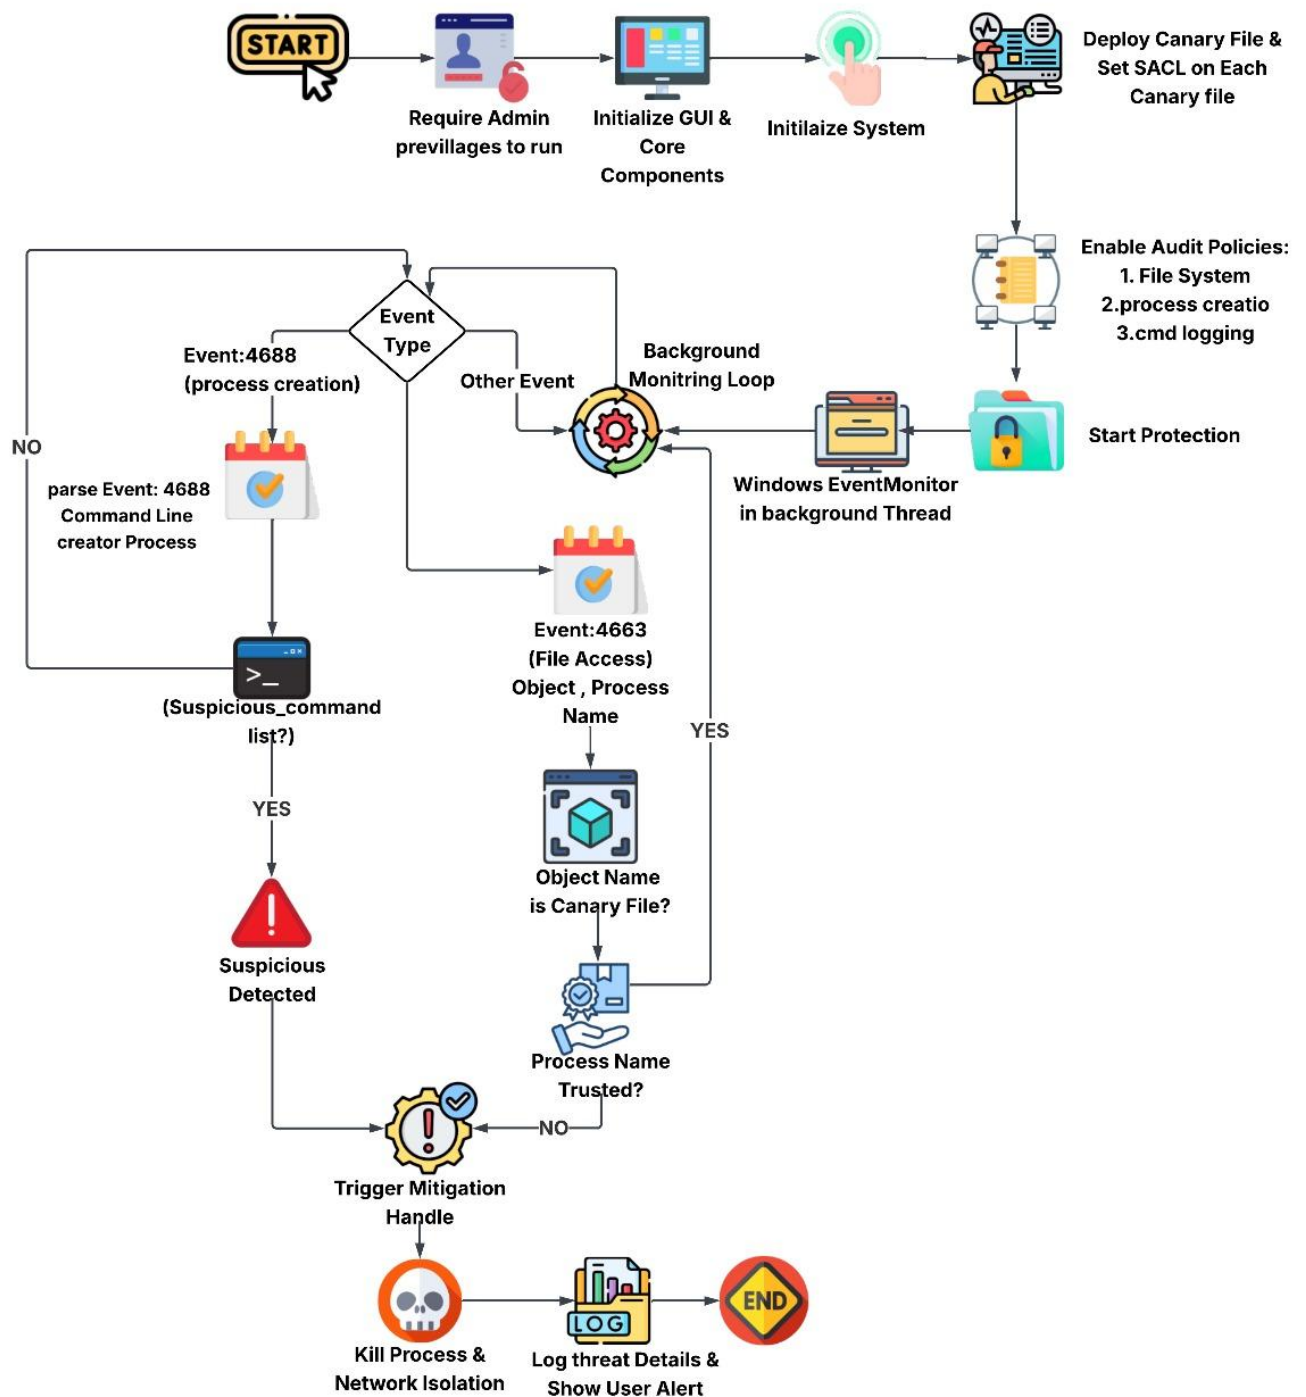 START
Require Admin
previllages to run
Initialize GUI &
Core
Components
Initilaize System
Deploy Canary File &
Set SACL on Each
Canary file
Enable Audit Policies:
1. File System
2.process creatio
3.cmd logging
Start Protection
Windows EventMonitor
in background Thread
Background
Monitring Loop
Event
Type
Other Event
Event:4688
(process creation)
NO
parse Event: 4688
Command Line
creator Process
>_
(Suspicious_command
list?)
YES
Suspicious
Detected
Event:4663
(File Access)
Object , Process
Name
YES
Object Name
is Canary File?
Process Name
Trusted?
NO
Trigger Mitigation
Handle
Kill Process &
Network Isolation
LOG
Log threat Details &
Show User Alert
END